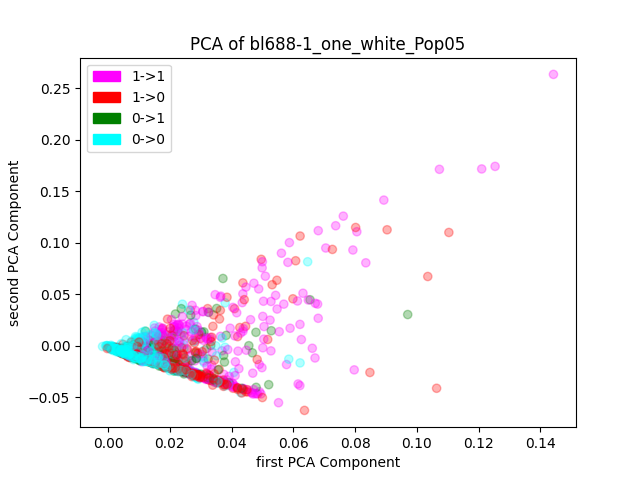 PCA of bl688-1_one_white_Pop05
1->1
1->0
0->1
0->0
second PCA Component
0.25
0.20
0.15
0.10
0.05
0.00
−0.05
0.00 0.02 0.04 0.06 0.08 0.10 0.12 0.14
first PCA Component